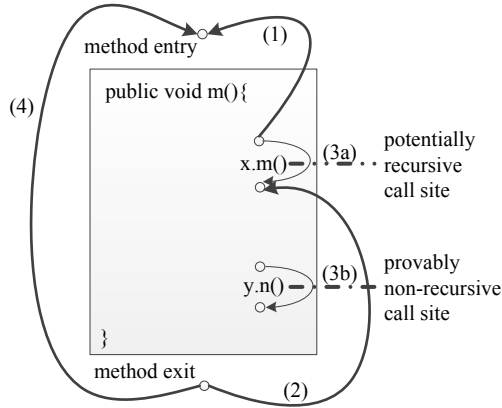 (1)
method entry
(4)
public void m(){
x.m()
(3a)
potentially
recursive
call site
y.n()
(3b)
provably
non-recursive
call site
}
method exit
(2)